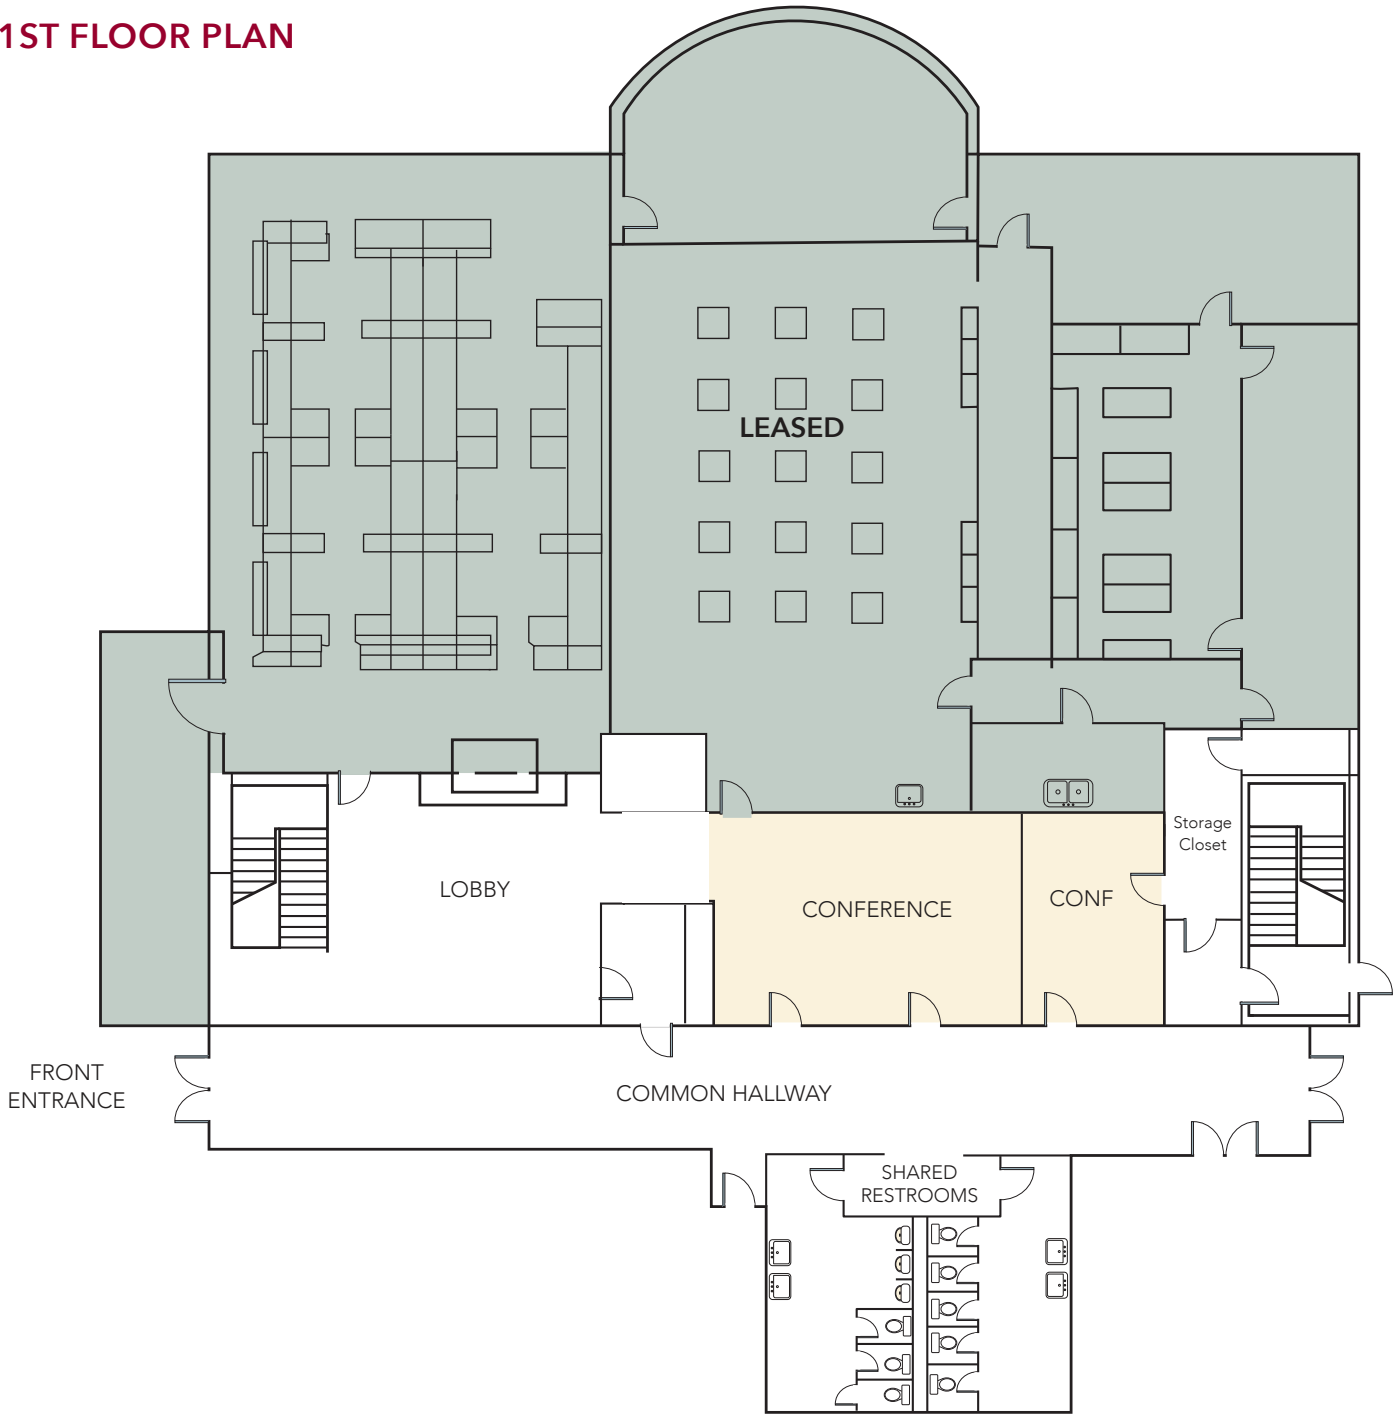 1ST FLOOR PLAN
LEASED
Storage
Closet
LOBBY
CONFERENCE
CONF
FRONT
ENTRANCE
COMMON HALLWAY
SHARED
RESTROOMS